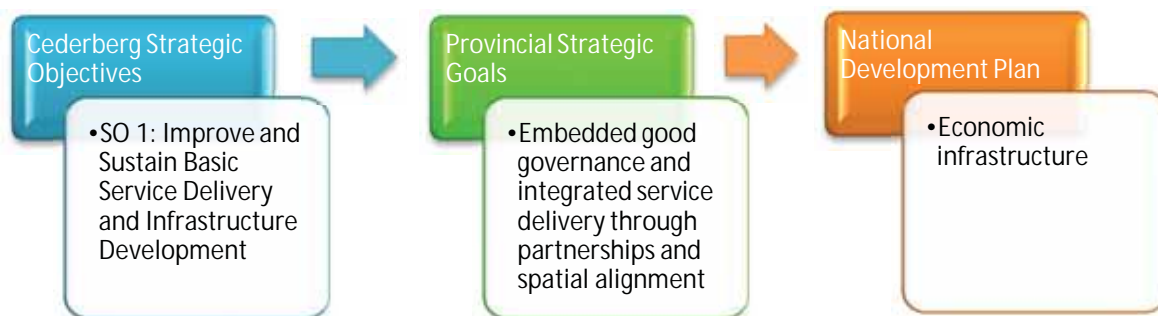 Cederberg Strategic
Objectives
•SO 1: Improve and
Sustain Basic
Service Delivery
and Infrastructure
Development
Provincial Strategic
Goals
•Embedded good
governance and
integrated service
delivery through
partnerships and
spatial alignment
National
Development Plan
•Economic
infrastructure